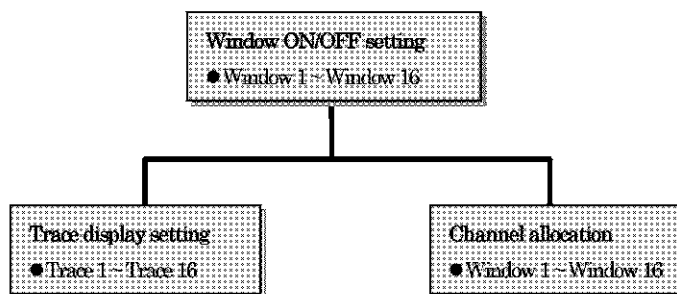 Window ON/OFF setting
● Window 1 ~ Window 16
Trace display setting
● Trace 1 ~ Trace 16
Channel allocation
● Window 1 ~ Window 16